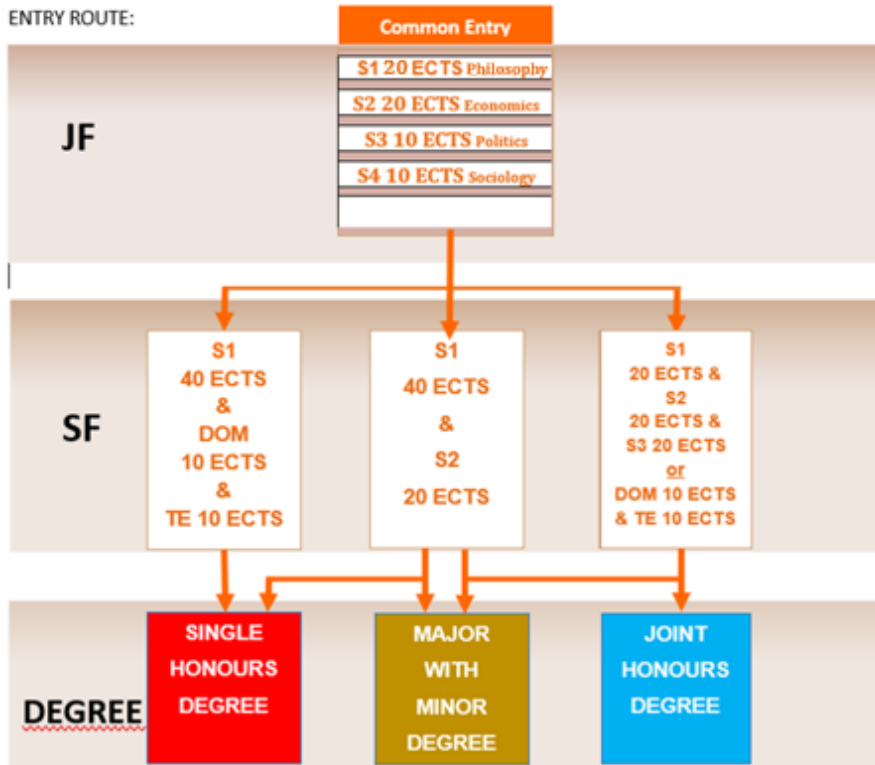 ENTRY ROUTE:
Common Entry
JF
S1 20 ECTS Philosophy
S2 20 ECTS Economics
S3 10 ECTS Politics
S4 10 ECTS Sociology
SF
S1
40 ECTS
&
DOM
10 ECTS
&
TE 10 ECTS
S1
40 ECTS
&
S2
20 ECTS
S1
20 ECTS &
S2
20 ECTS &
S3 20 ECTS
or
DOM 10 ECTS
& TE 10 ECTS
DEGREE
SINGLE
HONOURS
DEGREE
MAJOR
WITH
MINOR
DEGREE
JOINT
HONOURS
DEGREE